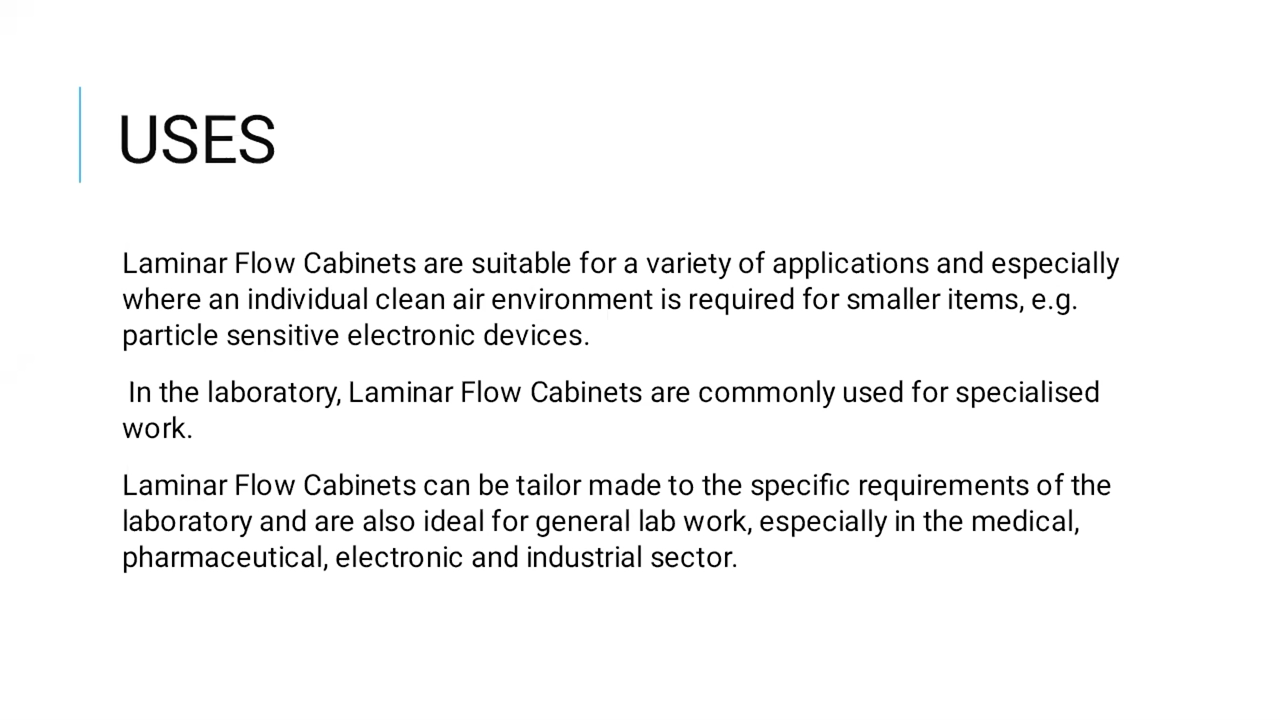 USES
Laminar Flow Cabinets are suitable for a variety of applications and especially
where an individual clean air environment is required for smaller items, e.g.
particle sensitive electronic devices.
In the laboratory, Laminar Flow Cabinets are commonly used for specialised
work.
Laminar Flow Cabinets can be tailor made to the specific requirements of the
laboratory and are also ideal for general lab work, especially in the medical,
pharmaceutical, electronic and industrial sector.